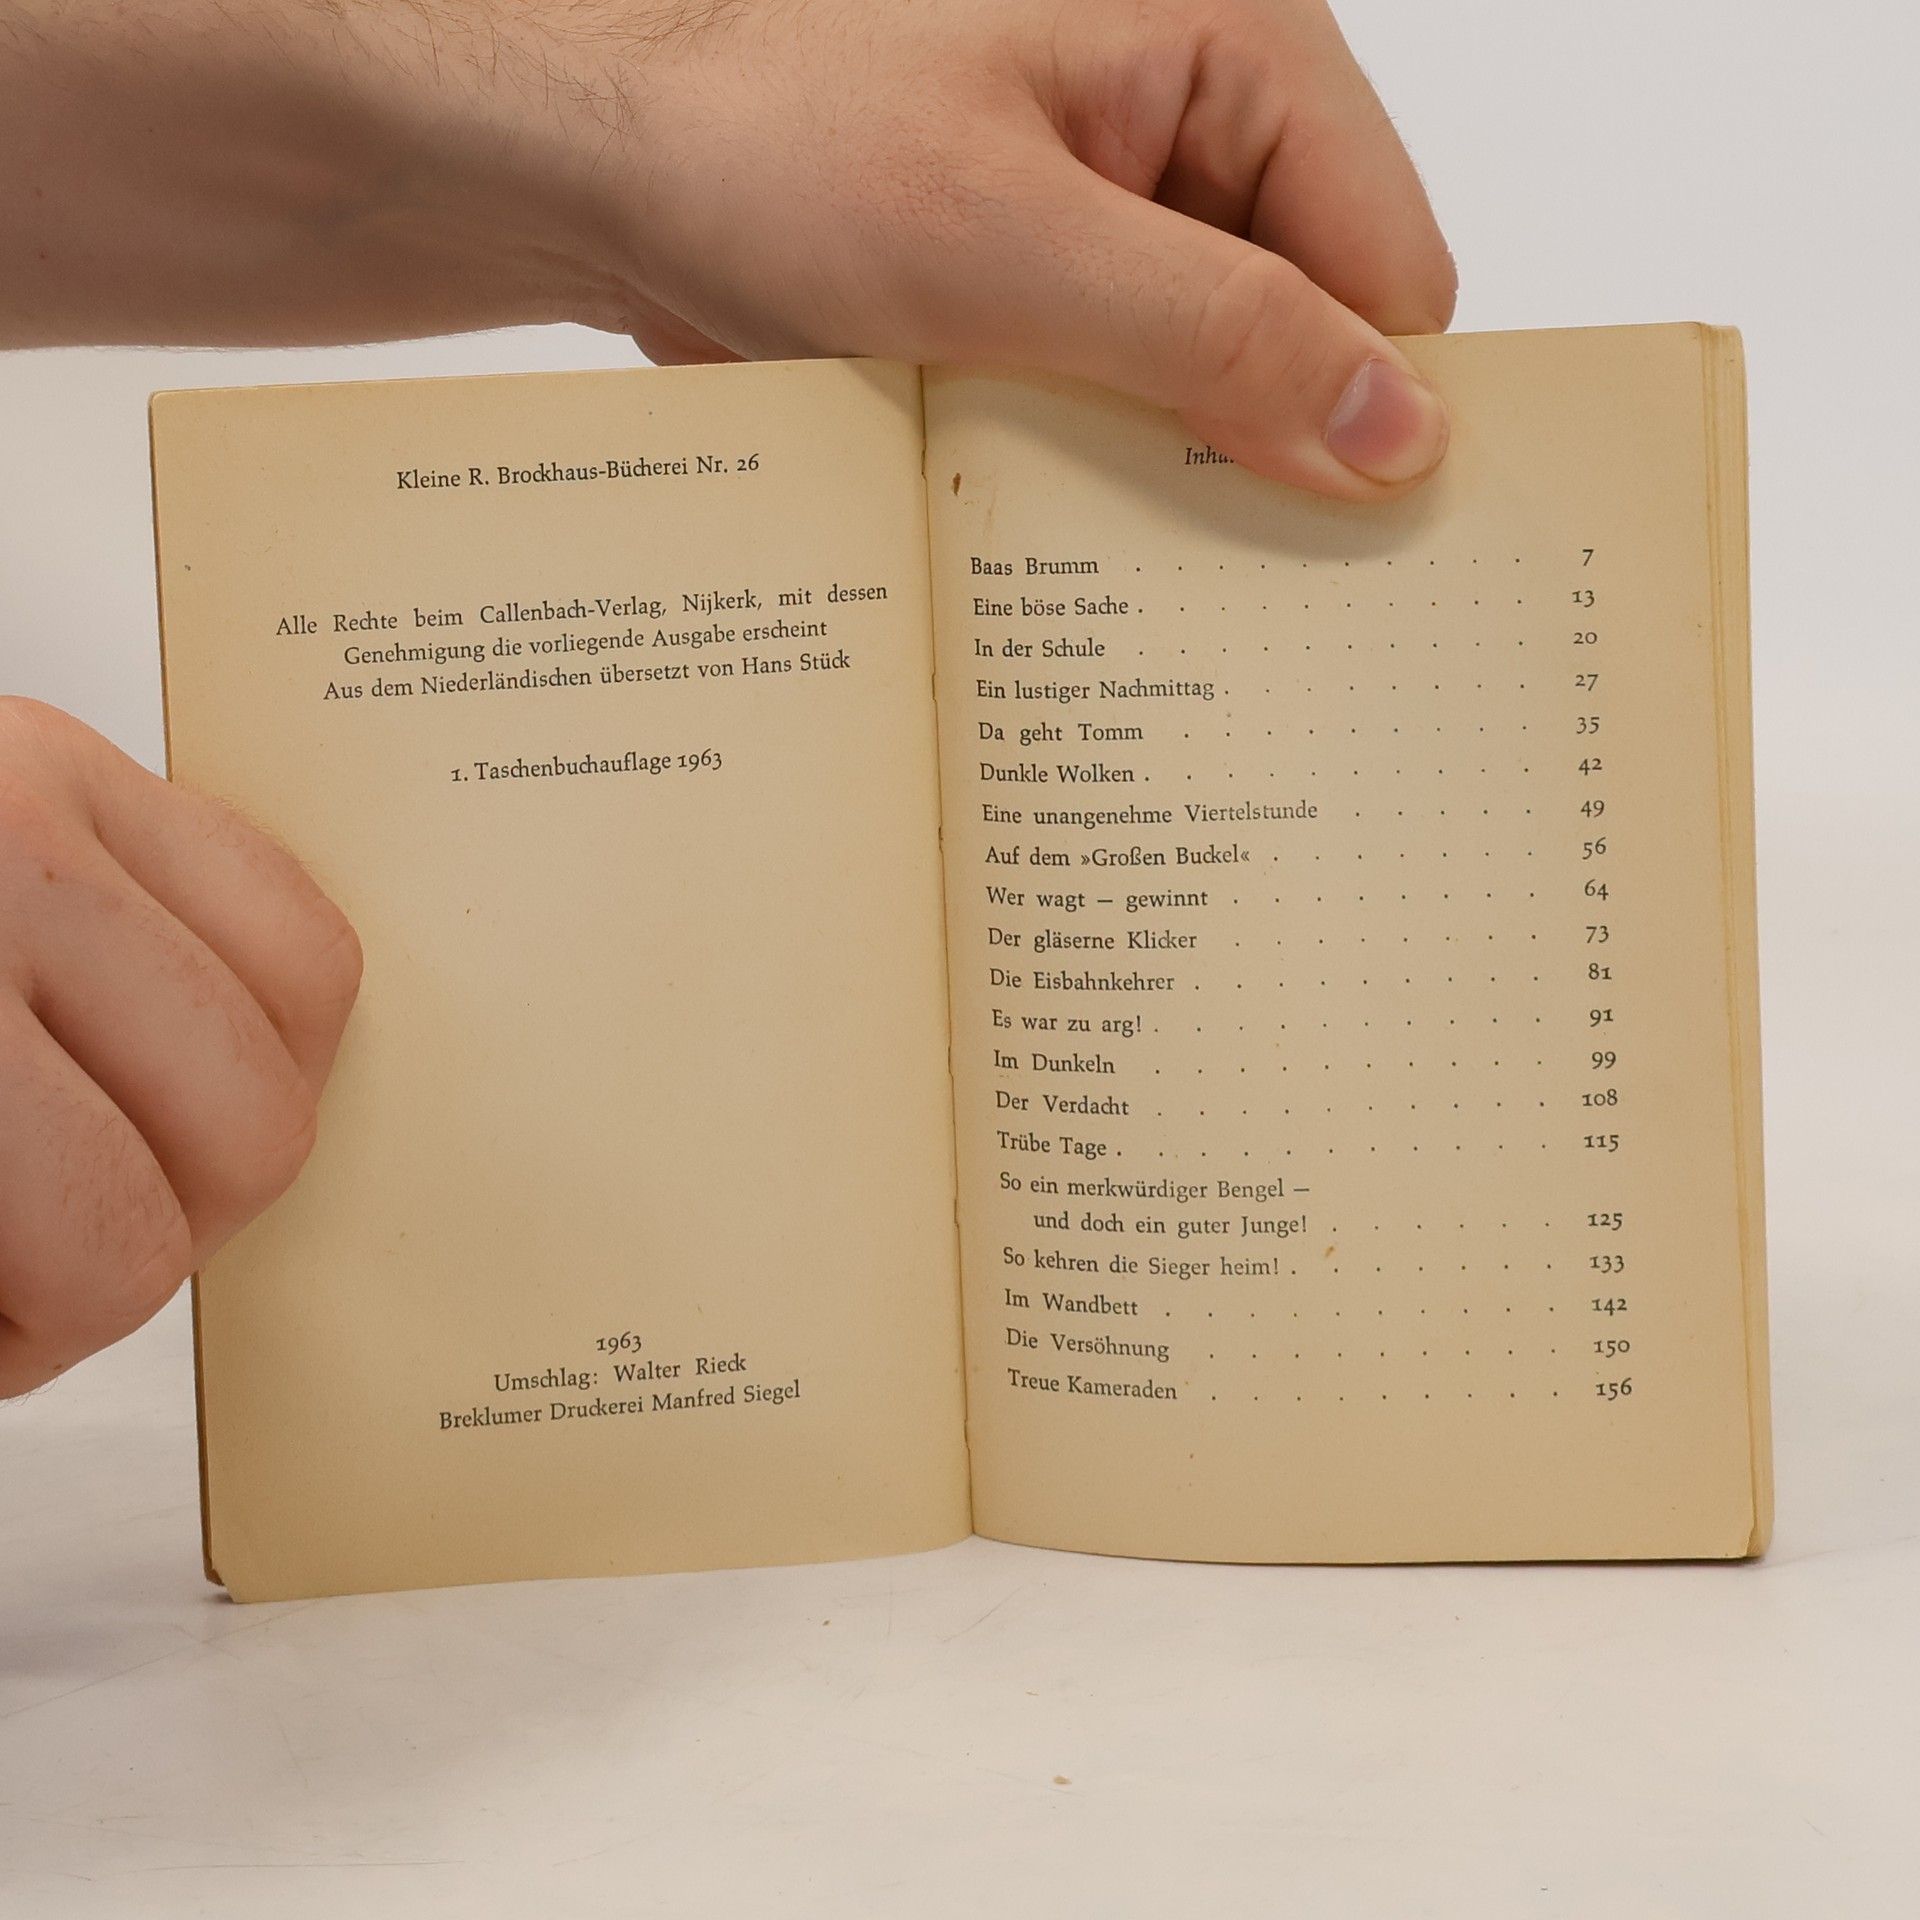 Kleine R. Brockhaus-Bücherei Nr. 26
Alle Rechte beim Callenbach-Verlag, Nijkerk, mit dessen
Genehmigung die vorliegende Ausgabe erscheint
Aus dem Niederländischen übersetzt von Hans Stück
1. Taschenbuchauflage 1963
1963
Umschlag: Walter Rieck
Breklumer Druckerei Manfred Siegel
Baas Brumm . . . . . . . . . . 7
Eine böse Sache . . . . . . . . . . 13
In der Schule . . . . . . . . . . 20
Ein lustiger Nachmittag . . . . . . . . 27
Da geht Tomm . . . . . . . . . 35
Dunkle Wolken . . . . . . . . . . 42
Eine unangenehme Viertelstunde . . . . . 49
Auf dem »Großen Buckel« . . . . . . . 56
Wer wagt — gewinnt . . . . . . . . 64
Der gläserne Klicker . . . . . . . . 73
Die Eisbahnkehrer . . . . . . . . . 81
Es war zu arg! . . . . . . . . . . 91
Im Dunkeln . . . . . . . . . . 99
Der Verdacht . . . . . . . . . . 108
Trübe Tage . . . . . . . . . . . 115
So ein merkwürdiger Bengel —
und doch ein guter Junge! . . . . . . 125
So kehren die Sieger heim! . . . . . . . 133
Im Wandbett . . . . . . . . . . 142
Die Versöhnung . . . . . . . . . 150
Treue Kameraden . . . . . . . . . 156